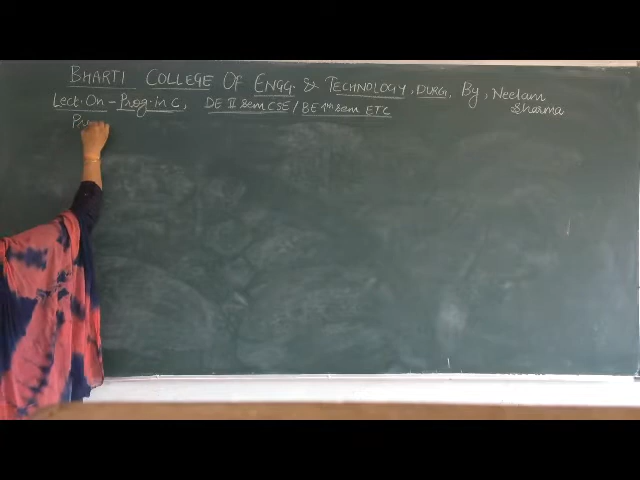 BHARTI COLLEGE OF ENGG. & TECHNOLOGY, DURG, By, Neelam Sharma
Lect. On - Prog. in C, DE II sem CSE / BE 1st sem ETC
Pr